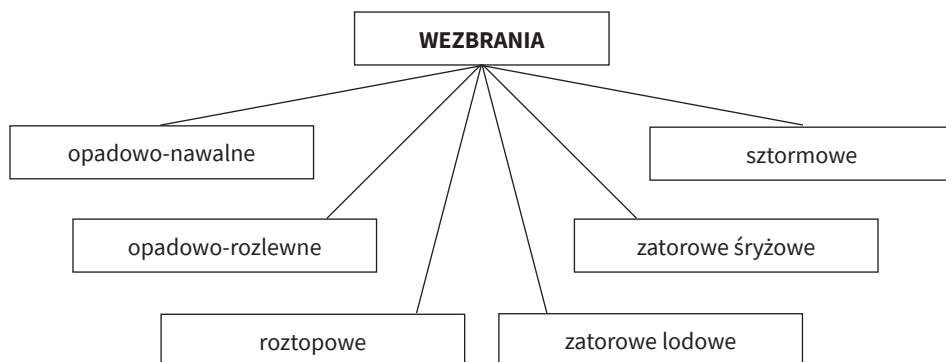 WEZBRANIA
opadowo-nawalne
sztormowe
opadowo-rozlewne
zatorowe śryżowe
roztopowe
zatorowe lodowe